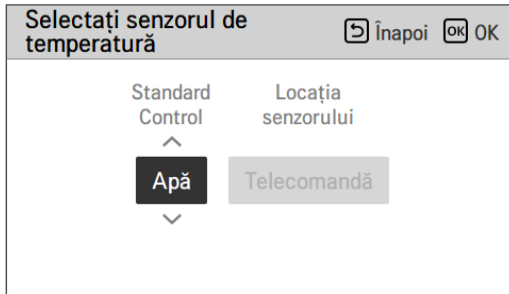 Selectați senzorul de
temperatură
Înapoi OK OK
Standard
Control
Locația
senzorului
Apă
Telecomandă